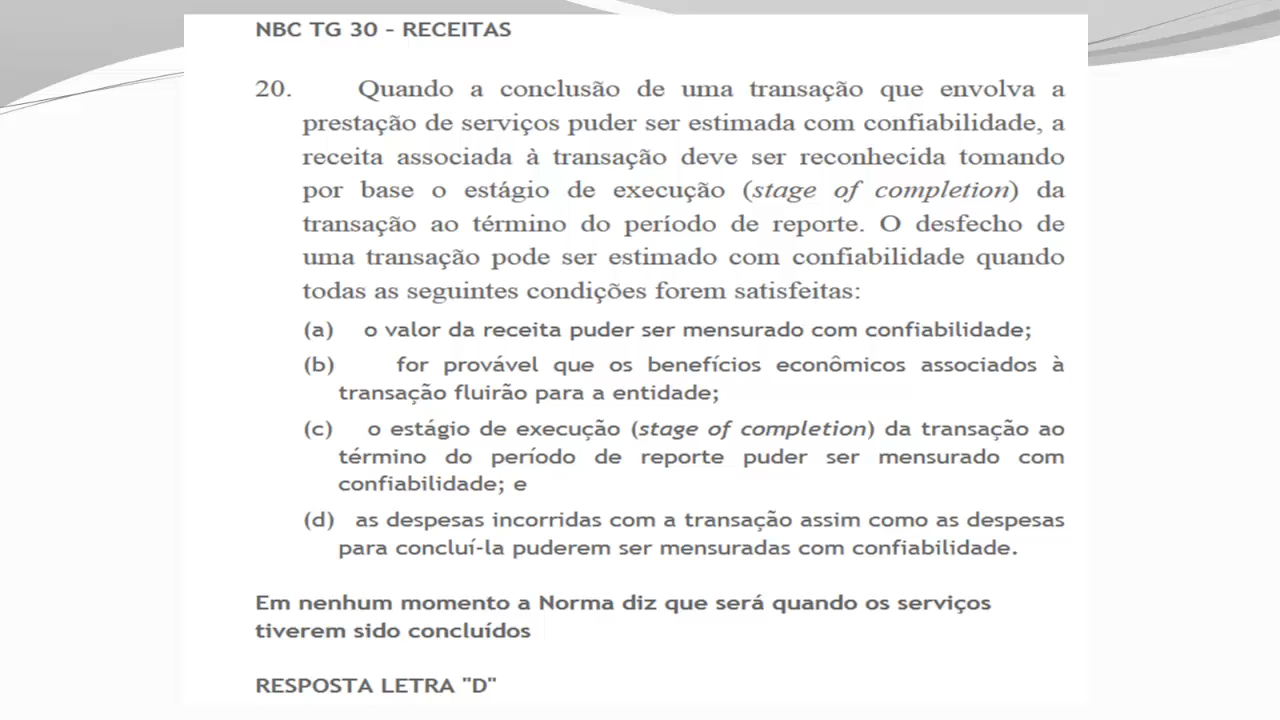 NBC TG 30 – RECEITAS
20. Quando a conclusão de uma transação que envolva a
prestação de serviços puder ser estimada com confiabilidade, a
receita associada à transação deve ser reconhecida tomando
por base o estágio de execução (stage of completion) da
transação ao término do período de reporte. O desfecho de
uma transação pode ser estimado com confiabilidade quando
todas as seguintes condições forem satisfeitas:
(a) o valor da receita puder ser mensurado com confiabilidade;
(b) for provável que os benefícios econômicos associados à
transação fluirão para a entidade;
(c) o estágio de execução (stage of completion) da transação ao
término do período de reporte puder ser mensurado com
confiabilidade; e
(d) as despesas incorridas com a transação assim como as despesas
para concluí-la puderem ser mensuradas com confiabilidade.
Em nenhum momento a Norma diz que será quando os serviços
tiverem sido concluídos
RESPOSTA LETRA "D"